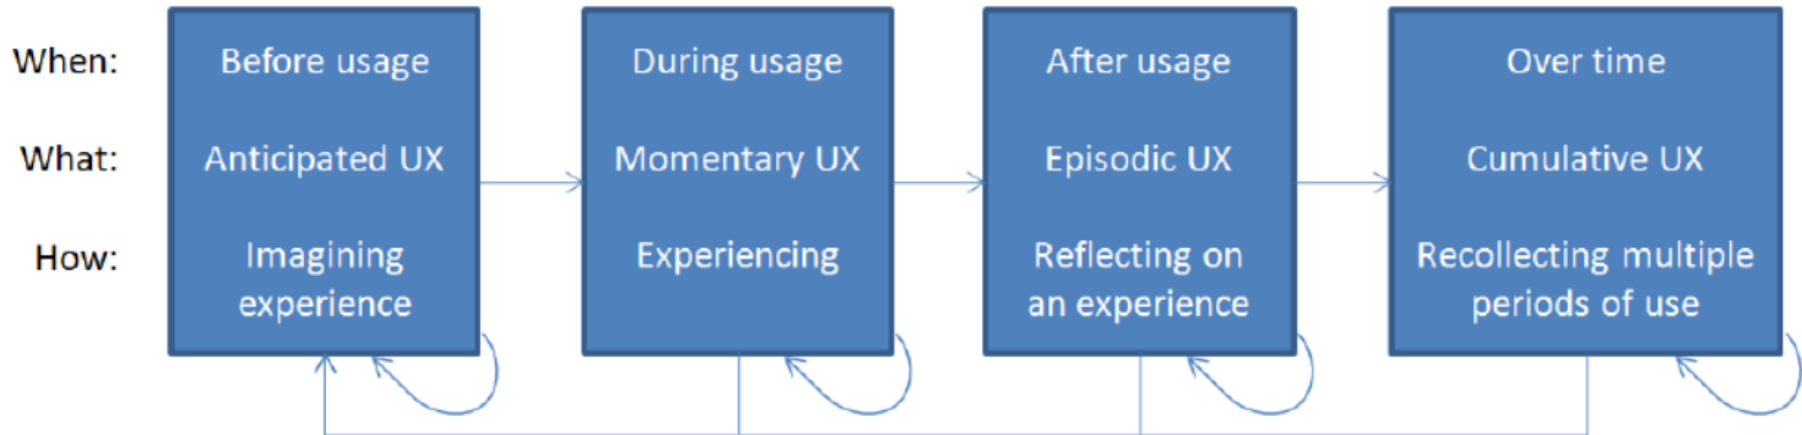 When: Before usage During usage After usage Over time
What: Anticipated UX Momentary UX Episodic UX Cumulative UX
How: Imagining Experiencing Reflecting on Recollecting multiple
experience an experience periods of use